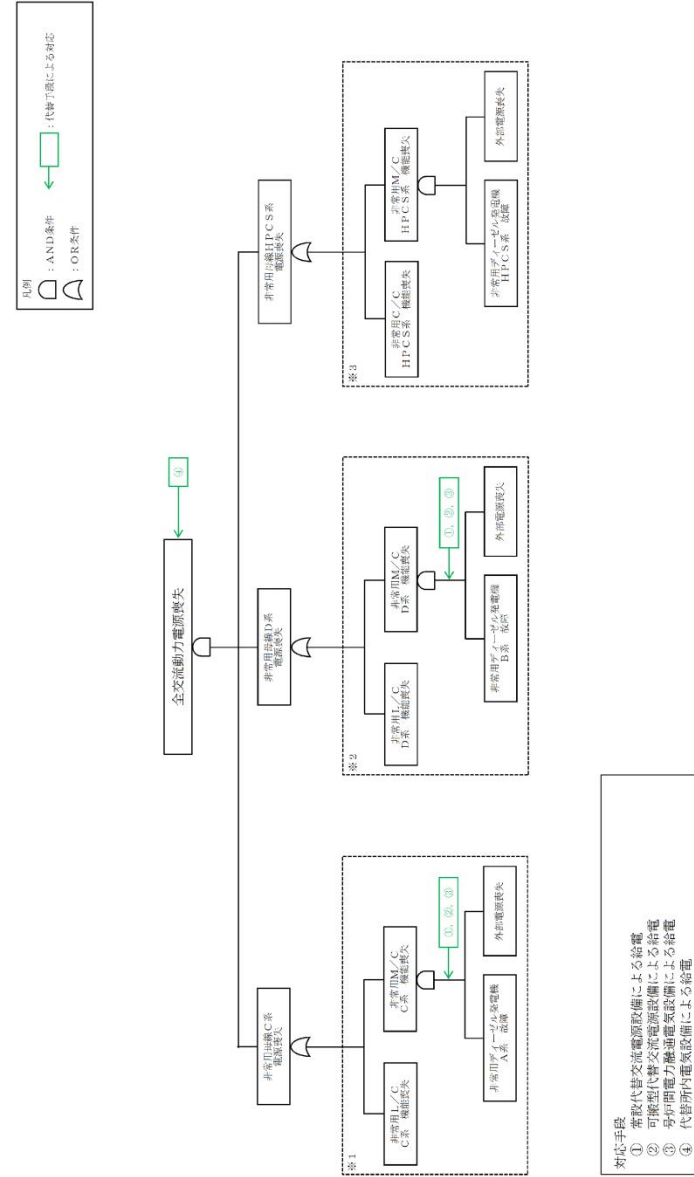 凡例
：AND条件
：代替手段による対応
：OR条件
全交流動力電源喪失
④
非常用母線C系
電源喪失
非常用母線D系
電源喪失
非常用母線HPCS系
電源喪失
※1
非常用L／C
C系 機能喪失
非常用M／C
C系 機能喪失
①，②，③
非常用ディーゼル発電機
A系 故障
外部電源喪失
※2
非常用L／C
D系 機能喪失
非常用M／C
D系 機能喪失
①，②，③
非常用ディーゼル発電機
B系 故障
外部電源喪失
※3
非常用C／C
HPCS系 機能喪失
非常用M／C
HPCS系 機能喪失
非常用ディーゼル発電機
HPCS系 故障
外部電源喪失
対応手段
① 常設代替交流電源設備による給電
② 可搬型代替交流電源設備による給電
③ 号炉間電力融通電気設備による給電
④ 代替所内電気設備による給電